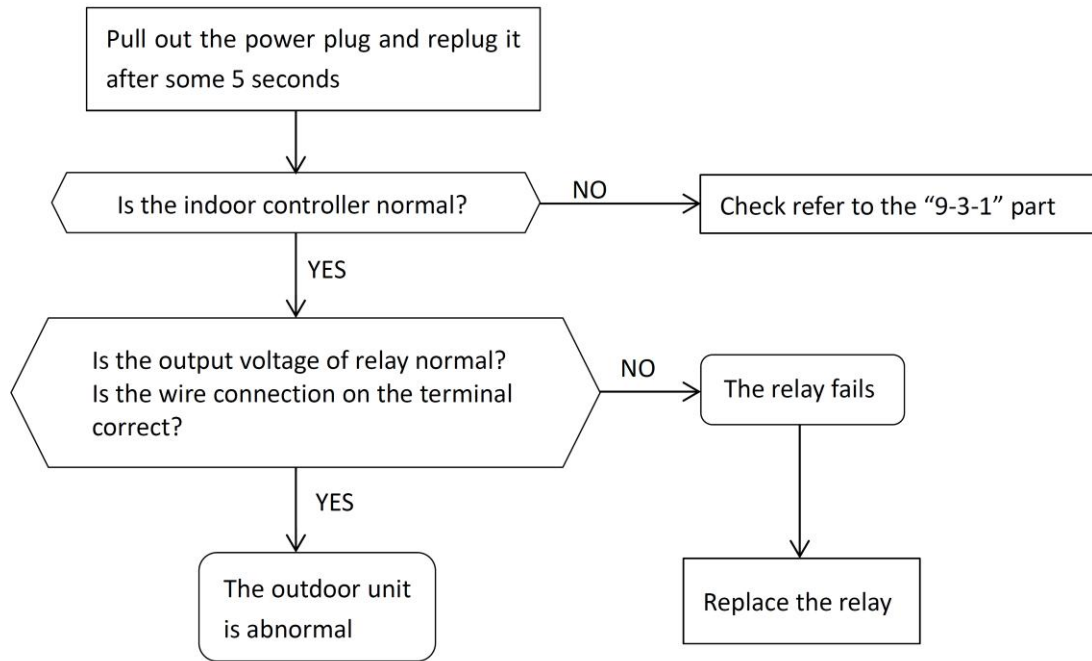 Pull out the power plug and replug it
after some 5 seconds
Is the indoor controller normal?
NO
Check refer to the “9-3-1” part
YES
Is the output voltage of relay normal?
Is the wire connection on the terminal
correct?
NO
The relay fails
YES
The outdoor unit
is abnormal
Replace the relay